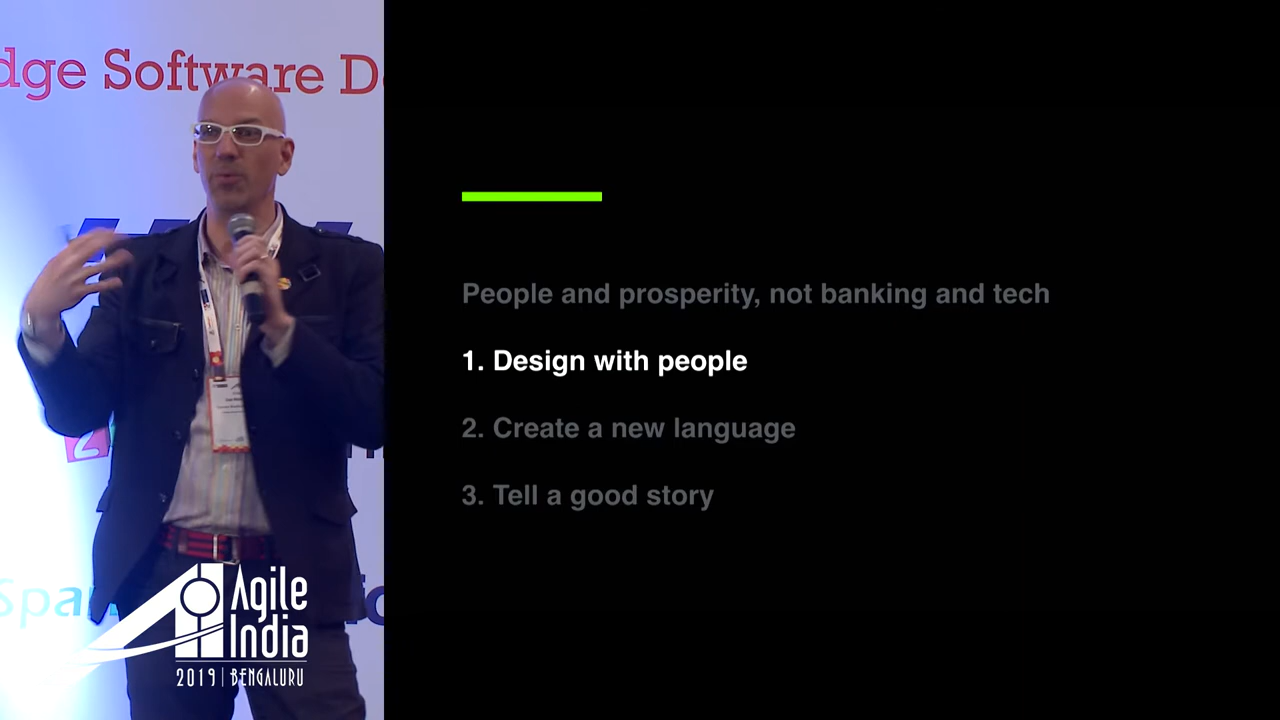 dge Software D
People and prosperity, not banking and tech
1. Design with people
2. Create a new language
3. Tell a good story
Agile
India
2019 | BENGALURU